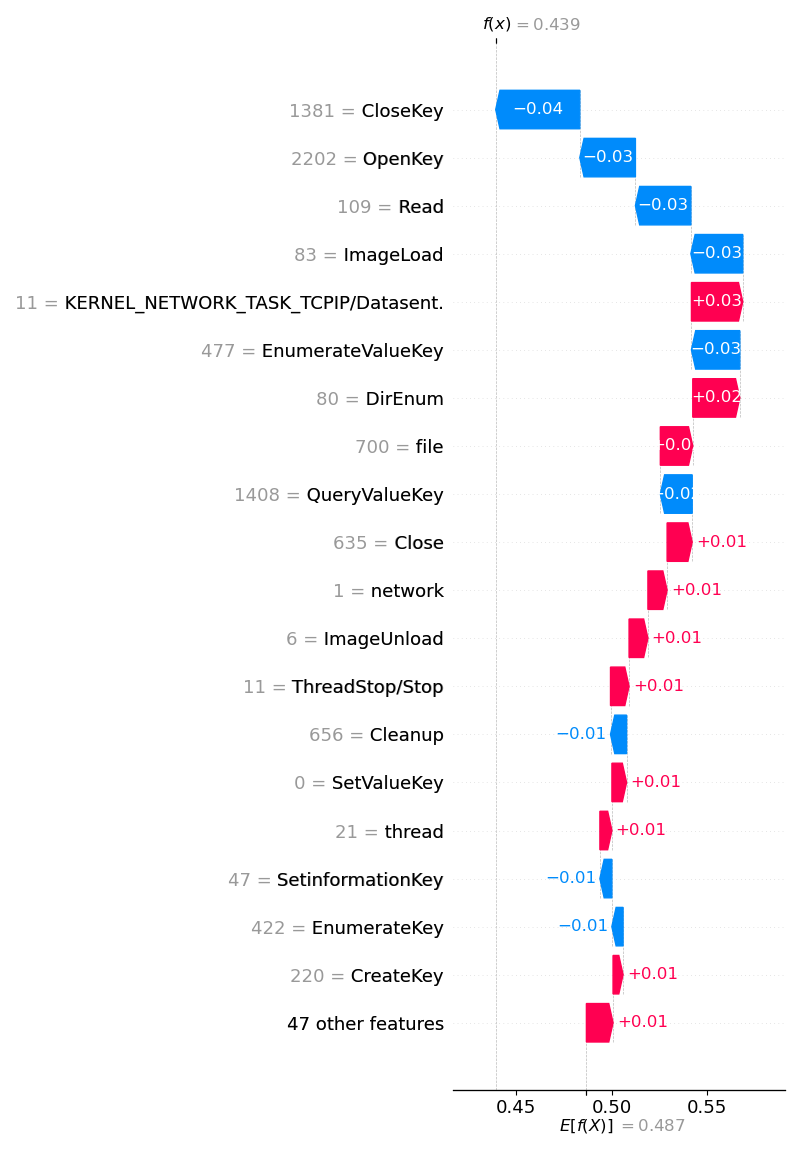 f(x) = 0.439
1381 = CloseKey −0.04
2202 = OpenKey −0.03
109 = Read −0.03
83 = ImageLoad −0.03
11 = KERNEL_NETWORK_TASK_TCPIP/Datasent. +0.03
477 = EnumerateValueKey −0.03
80 = DirEnum +0.02
700 = file
1408 = QueryValueKey
635 = Close +0.01
1 = network +0.01
6 = ImageUnload +0.01
11 = ThreadStop/Stop +0.01
656 = Cleanup −0.01
0 = SetValueKey +0.01
21 = thread +0.01
47 = SetinformationKey −0.01
422 = EnumerateKey −0.01
220 = CreateKey +0.01
47 other features +0.01
0.45 0.50 0.55
E[f(X)] = 0.487